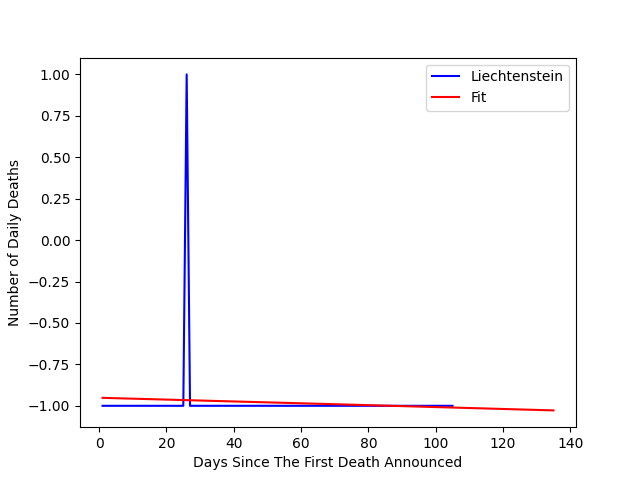 Liechtenstein
Fit
1.00
0.75
0.50
0.25
0.00
−0.25
−0.50
−0.75
−1.00
Number of Daily Deaths
0 20 40 60 80 100 120 140
Days Since The First Death Announced